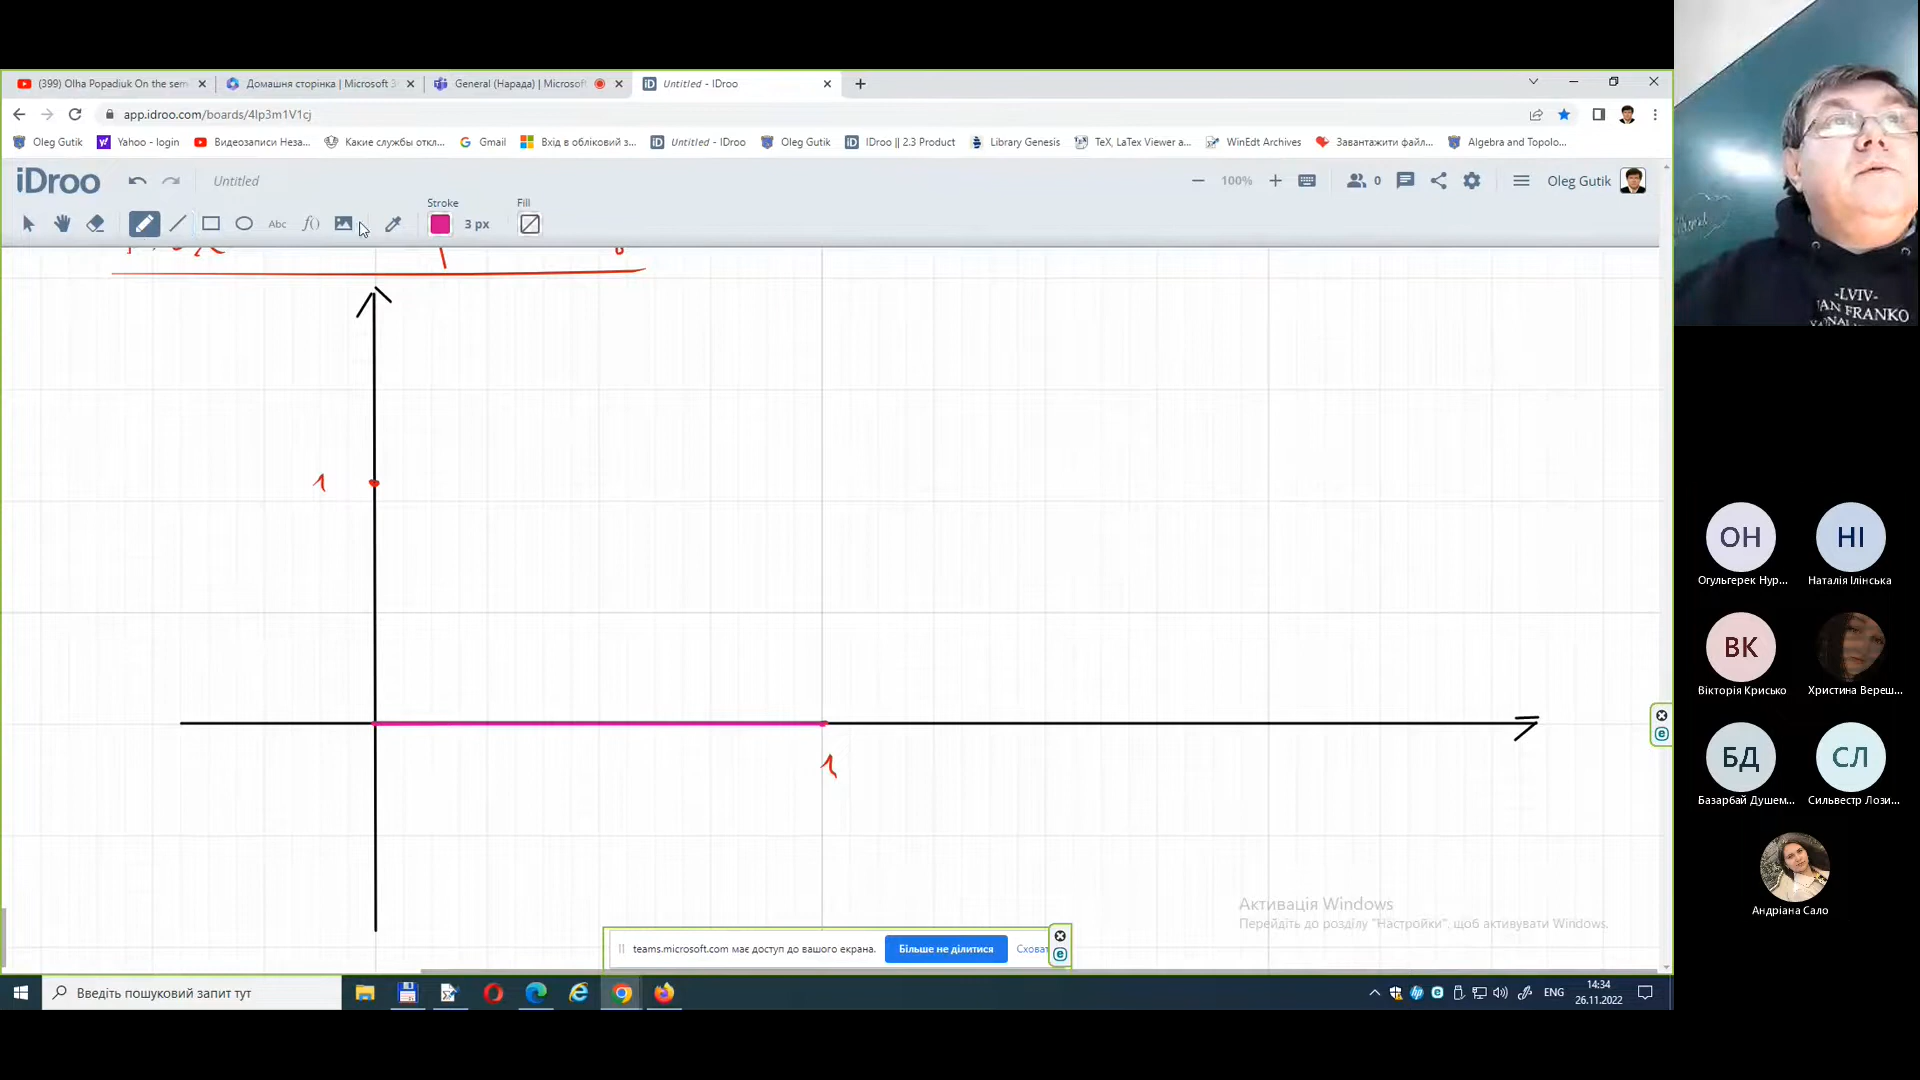 (399) Olha Popadiuk On the sem
Домашня сторінка | Microsoft 3
General (Нарада) | Microsoft
Untitled - IDroo
app.idroo.com/boards/4lp3m1V1cj
Oleg Gutik
Yahoo - login
Видеозаписи Неза...
Какие службы откл...
Gmail
Вхід в обліковий з...
Untitled - IDroo
Oleg Gutik
IDroo || 2.3 Product
Library Genesis
TeX, LaTex Viewer a...
WinEdt Archives
Завантажити файл...
Algebra and Topolo...
iDroo
Untitled
100%
0
Oleg Gutik
Abc
f()
Stroke
3 px
Fill
1
1
-LVIV-
AN FRANKO
ОН
Огульгерек Нур...
НІ
Наталія Ілінська
ВК
Вікторія Крисько
Христина Вереш...
БД
Базарбай Душем...
СЛ
Сильвестр Лози...
Андріана Сало
Активація Windows
Перейдіть до розділу "Настройки", щоб активувати Windows.
teams.microsoft.com має доступ до вашого екрана.
Більше не ділитися
Сховат
Введіть пошуковий запит тут
ENG
14:34
26.11.2022